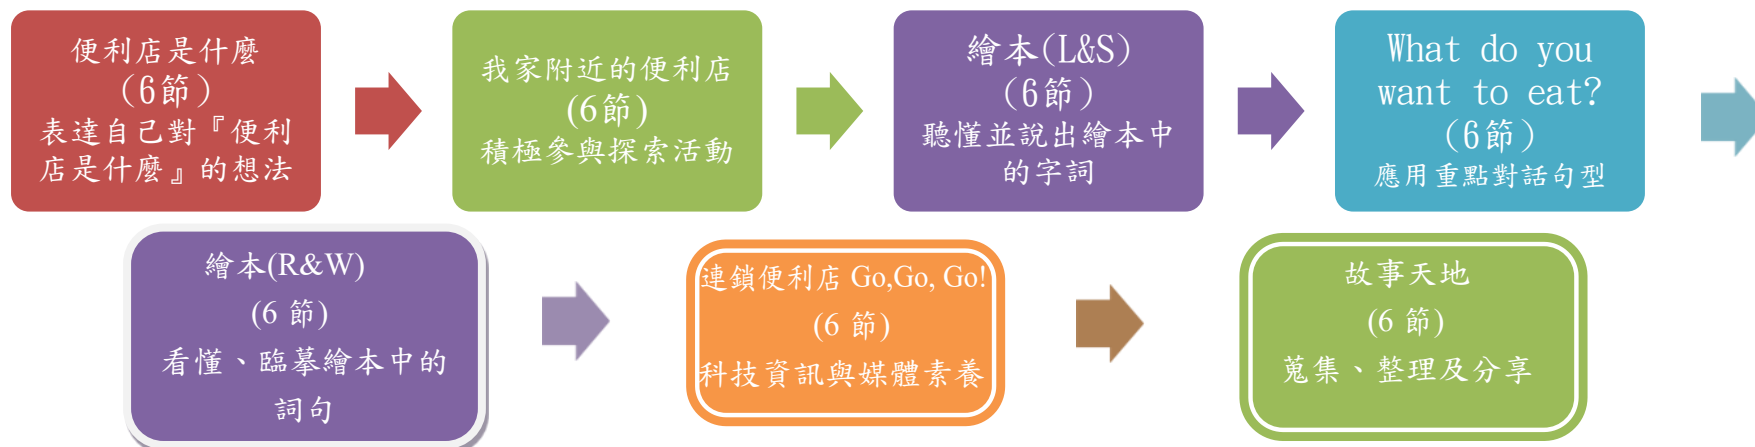 便利店是什麼
(6節)
表達自己對『便利
店是什麼』的想法
我家附近的便利店
(6節)
積極參與探索活動
繪本(L&S)
(6節)
聽懂並說出繪本中
的字詞
What do you
want to eat?
(6節)
應用重點對話句型
繪本(R&W)
(6 節)
看懂、臨摹繪本中的
詞句
連鎖便利店 Go,Go, Go!
(6 節)
科技資訊與媒體素養
故事天地
(6 節)
蒐集、整理及分享